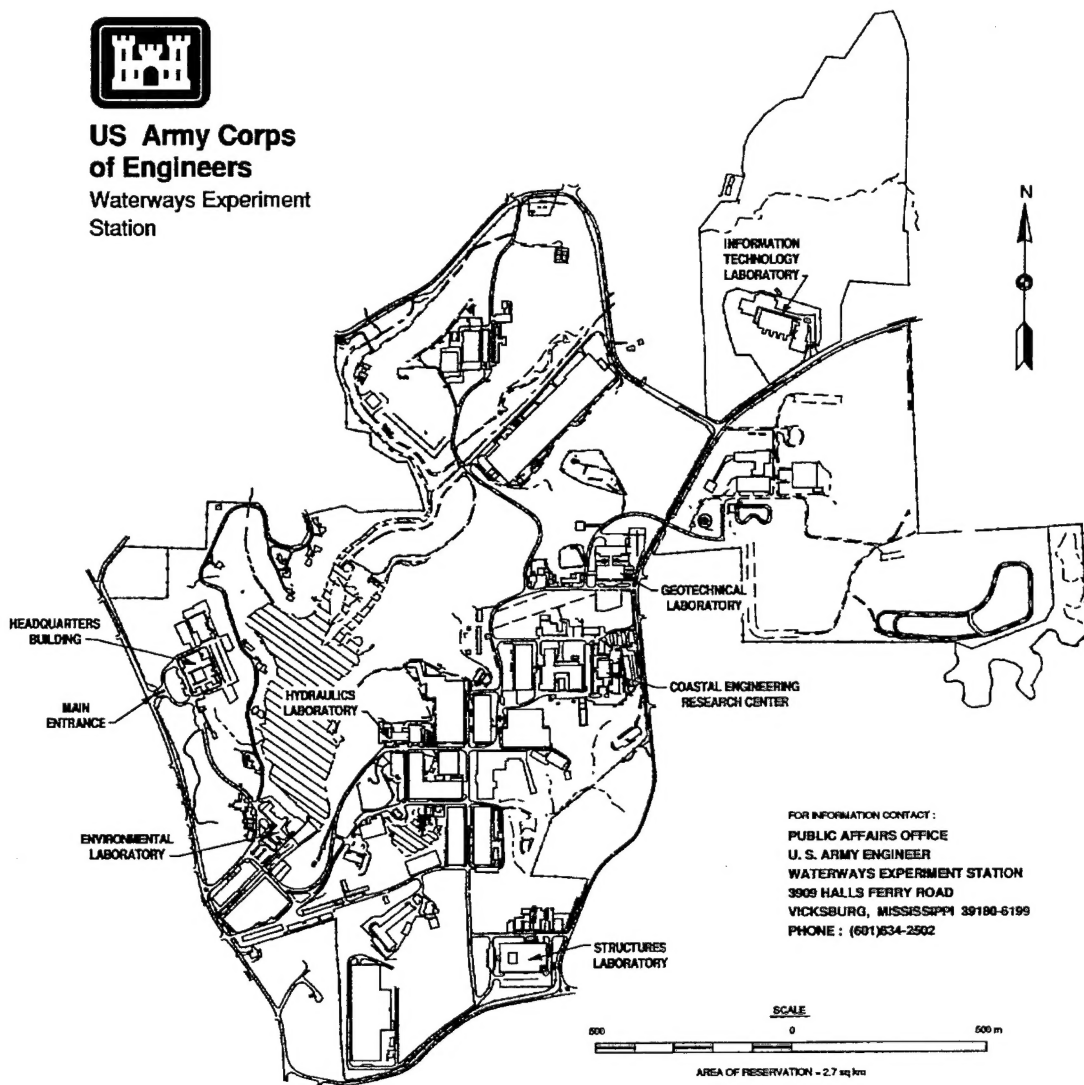 US Army Corps
of Engineers
Waterways Experiment
Station
N
INFORMATION
TECHNOLOGY
LABORATORY
GEOTECHNICAL
LABORATORY
HEADQUARTERS
BUILDING
MAIN
ENTRANCE
HYDRAULICS
LABORATORY
COASTAL ENGINEERING
RESEARCH CENTER
ENVIRONMENTAL
LABORATORY
STRUCTURES
LABORATORY
FOR INFORMATION CONTACT :
PUBLIC AFFAIRS OFFICE
U. S. ARMY ENGINEER
WATERWAYS EXPERIMENT STATION
3909 HALLS FERRY ROAD
VICKSBURG, MISSISSIPPI 39180-6199
PHONE : (601)634-2502
SCALE
500 0 500 m
AREA OF RESERVATION = 2.7 sq km